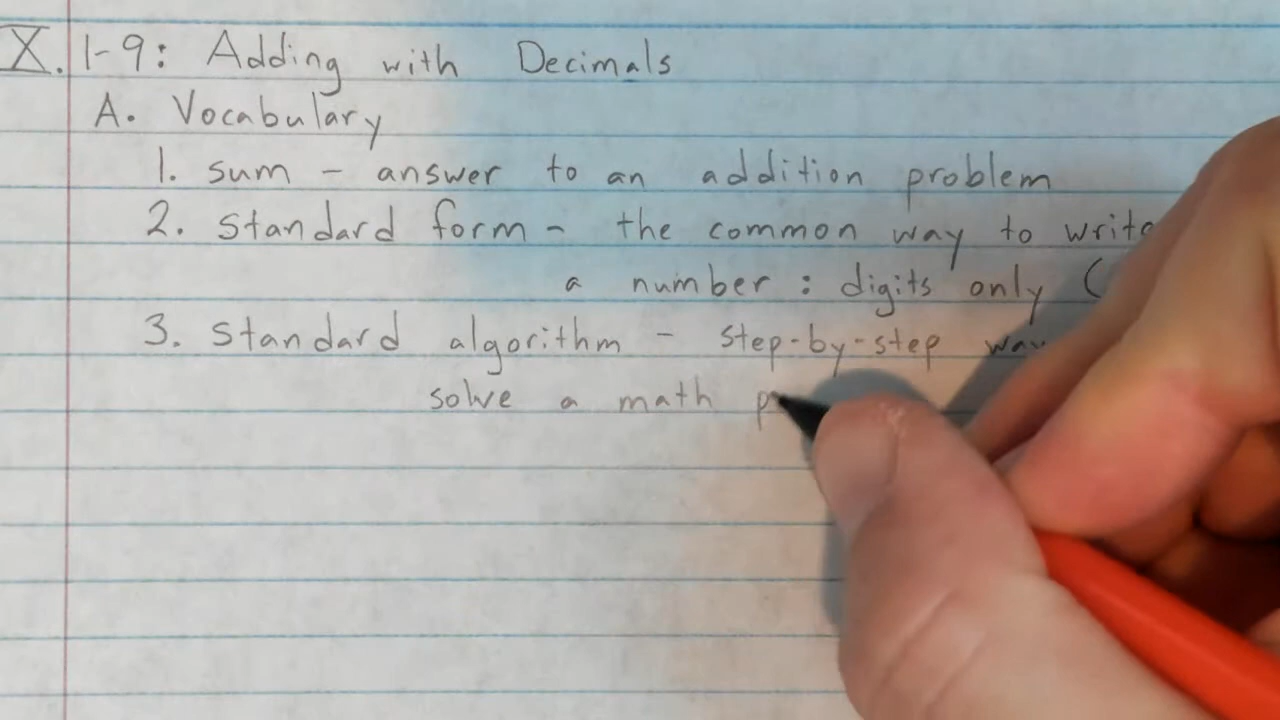 X. 1-9: Adding with Decimals
A. Vocabulary
1. sum - answer to an addition problem
2. standard form - the common way to write
a number : digits only (
3. standard algorithm - step-by-step way
solve a math